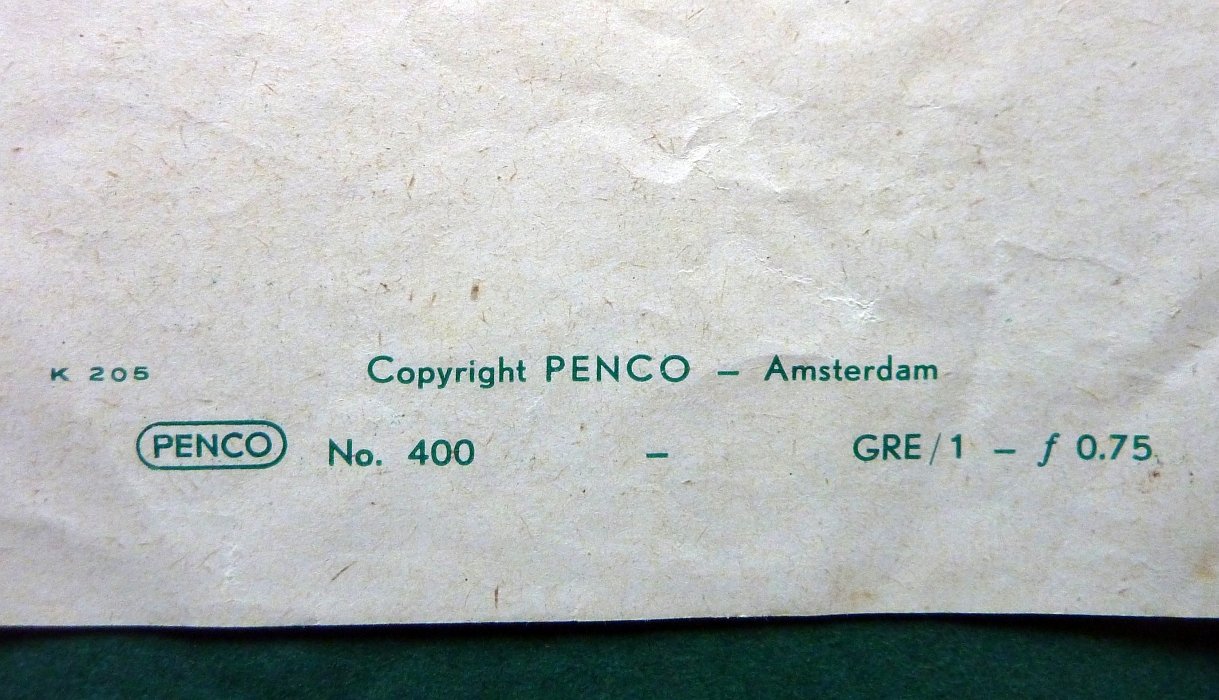 K 205 Copyright PENCO – Amsterdam
PENCO No. 400 – GRE/1 – ƒ 0.75